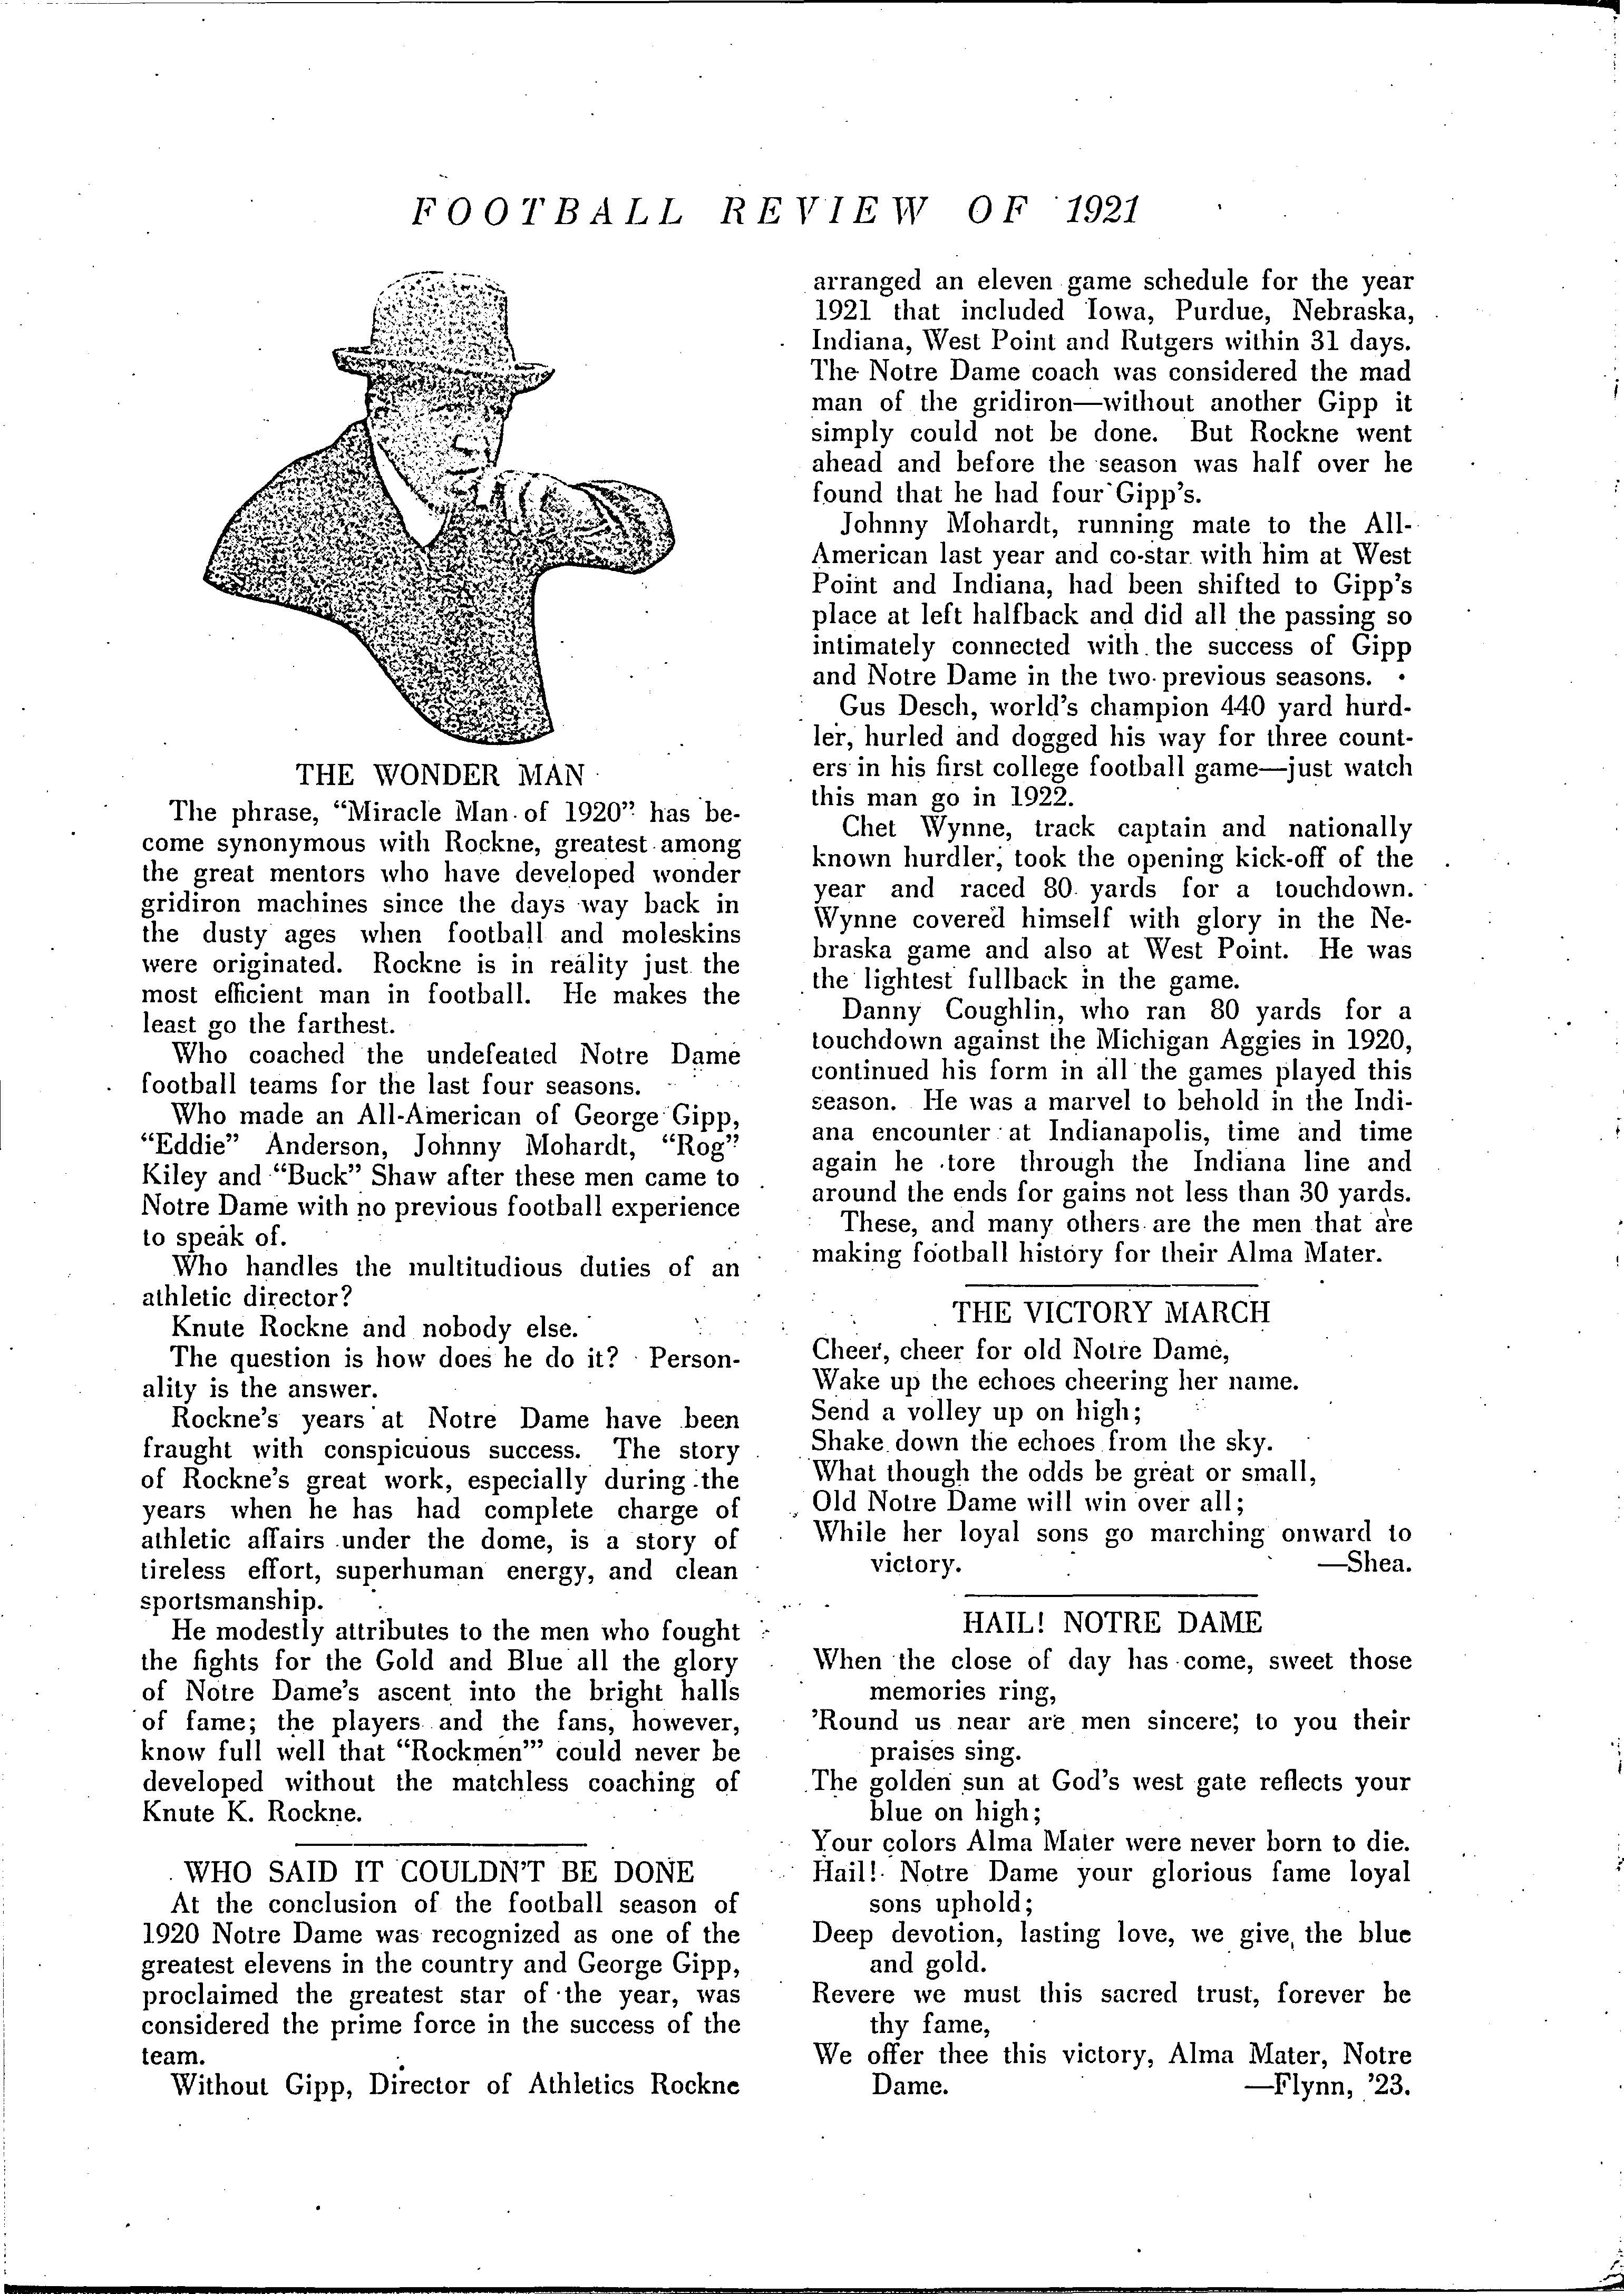 FOOTBALL REVIEW OF 1921
THE WONDER MAN
The phrase, “Miracle Man of 1920” has be-
come synonymous with Rockne, greatest among
the great mentors who have developed wonder
gridiron machines since the days way back in
the dusty ages when football and moleskins
were originated. Rockne is in reality just the
most efficient man in football. He makes the
least go the farthest.
Who coached the undefeated Notre Dame
football teams for the last four seasons.
Who made an All-American of George Gipp,
“Eddie” Anderson, Johnny Mohardt, “Rog”
Kiley and “Buck” Shaw after these men came to
Notre Dame with no previous football experience
to speak of.
Who handles the multitudious duties of an
athletic director?
Knute Rockne and nobody else.
The question is how does he do it? Person-
ality is the answer.
Rockne’s years at Notre Dame have been
fraught with conspicuous success. The story
of Rockne’s great work, especially during the
years when he has had complete charge of
athletic affairs under the dome, is a story of
tireless effort, superhuman energy, and clean
sportsmanship.
He modestly attributes to the men who fought
the fights for the Gold and Blue all the glory
of Notre Dame’s ascent into the bright halls
of fame; the players and the fans, however,
know full well that “Rockmen’” could never be
developed without the matchless coaching of
Knute K. Rockne.
WHO SAID IT COULDN’T BE DONE
At the conclusion of the football season of
1920 Notre Dame was recognized as one of the
greatest elevens in the country and George Gipp,
proclaimed the greatest star of the year, was
considered the prime force in the success of the
team.
Without Gipp, Director of Athletics Rockne
arranged an eleven game schedule for the year
1921 that included Iowa, Purdue, Nebraska,
Indiana, West Point and Rutgers within 31 days.
The Notre Dame coach was considered the mad
man of the gridiron—without another Gipp it
simply could not be done. But Rockne went
ahead and before the season was half over he
found that he had four Gipp’s.
Johnny Mohardt, running mate to the All-
American last year and co-star with him at West
Point and Indiana, had been shifted to Gipp’s
place at left halfback and did all the passing so
intimately connected with the success of Gipp
and Notre Dame in the two previous seasons.
Gus Desch, world’s champion 440 yard hurd-
ler, hurled and dogged his way for three count-
ers in his first college football game—just watch
this man go in 1922.
Chet Wynne, track captain and nationally
known hurdler, took the opening kick-off of the
year and raced 80 yards for a touchdown.
Wynne covered himself with glory in the Ne-
braska game and also at West Point. He was
the lightest fullback in the game.
Danny Coughlin, who ran 80 yards for a
touchdown against the Michigan Aggies in 1920,
continued his form in all the games played this
season. He was a marvel to behold in the Indi-
ana encounter at Indianapolis, time and time
again he tore through the Indiana line and
around the ends for gains not less than 30 yards.
These, and many others are the men that are
making football history for their Alma Mater.
THE VICTORY MARCH
Cheer, cheer for old Notre Dame,
Wake up the echoes cheering her name.
Send a volley up on high;
Shake down the echoes from the sky.
What though the odds be great or small,
Old Notre Dame will win over all;
While her loyal sons go marching onward to
victory. —Shea.
HAIL! NOTRE DAME
When the close of day has come, sweet those
memories ring,
’Round us near are men sincere; to you their
praises sing.
The golden sun at God’s west gate reflects your
blue on high;
Your colors Alma Mater were never born to die.
Hail! Notre Dame your glorious fame loyal
sons uphold;
Deep devotion, lasting love, we give the blue
and gold.
Revere we must this sacred trust, forever be
thy fame,
We offer thee this victory, Alma Mater, Notre
Dame. —Flynn, ’23.